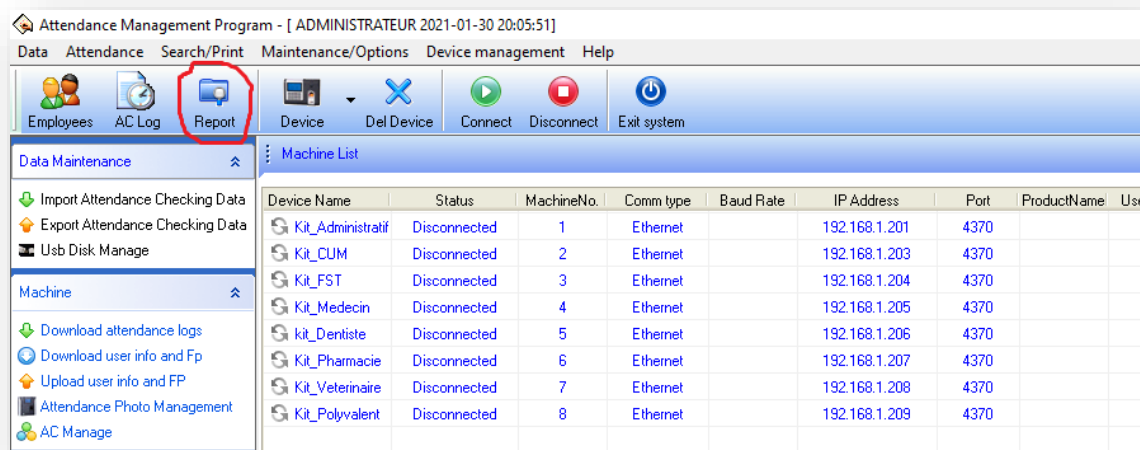 Attendance Management Program - [ ADMINISTRATEUR 2021-01-30 20:05:51]
Data Attendance Search/Print Maintenance/Options Device management Help
Employees AC Log Report Device Del Device Connect Disconnect Exit system
Data Maintenance
Import Attendance Checking Data
Export Attendance Checking Data
Usb Disk Manage
Machine
Download attendance logs
Download user info and Fp
Upload user info and FP
Attendance Photo Management
AC Manage
Machine List
Device Name Status MachineNo. Comm type Baud Rate IP Address Port ProductName Use
Kit_Administratif Disconnected 1 Ethernet 192.168.1.201 4370
Kit_CUM Disconnected 2 Ethernet 192.168.1.203 4370
Kit_FST Disconnected 3 Ethernet 192.168.1.204 4370
Kit_Medecin Disconnected 4 Ethernet 192.168.1.205 4370
kit_Dentiste Disconnected 5 Ethernet 192.168.1.206 4370
Kit_Pharmacie Disconnected 6 Ethernet 192.168.1.207 4370
Kit_Veterinaire Disconnected 7 Ethernet 192.168.1.208 4370
Kit_Polyvalent Disconnected 8 Ethernet 192.168.1.209 4370